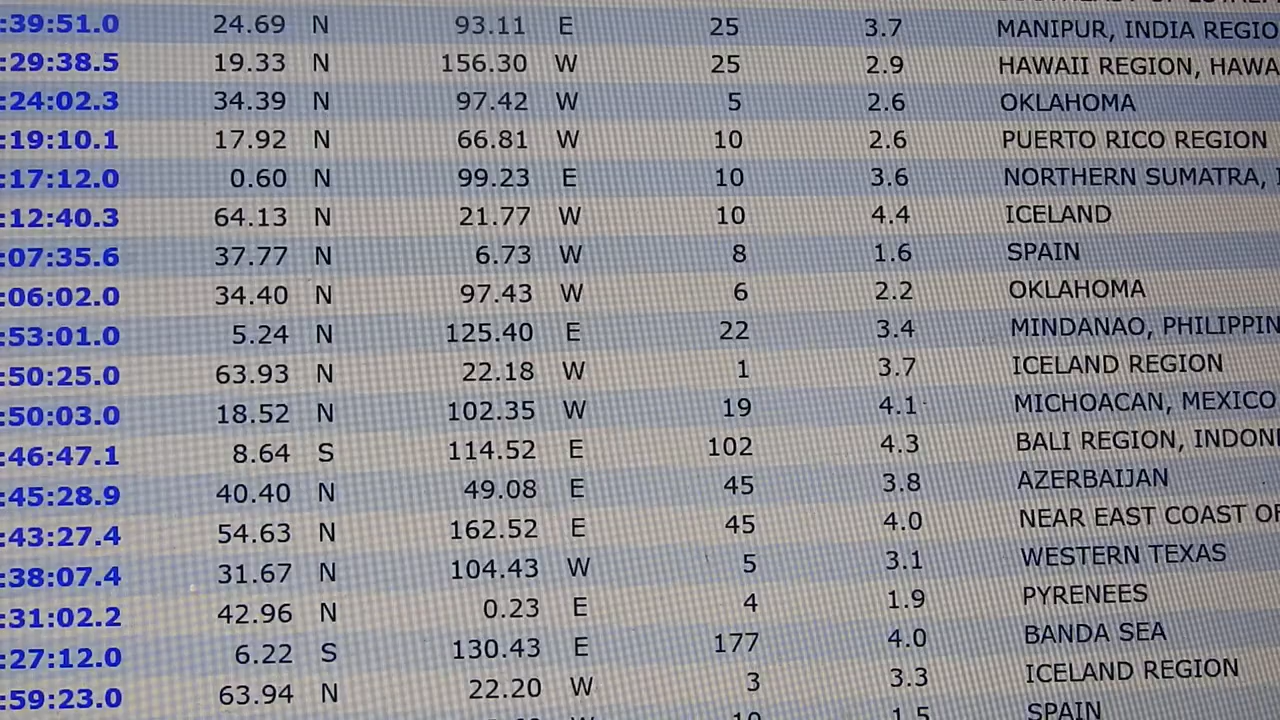 :39:51.0 24.69 N 93.11 E 25 3.7 MANIPUR, INDIA REGIO
:29:38.5 19.33 N 156.30 W 25 2.9 HAWAII REGION, HAWA
:24:02.3 34.39 N 97.42 W 5 2.6 OKLAHOMA
:19:10.1 17.92 N 66.81 W 10 2.6 PUERTO RICO REGION
:17:12.0 0.60 N 99.23 E 10 3.6 NORTHERN SUMATRA,
:12:40.3 64.13 N 21.77 W 10 4.4 ICELAND
:07:35.6 37.77 N 6.73 W 8 1.6 SPAIN
:06:02.0 34.40 N 97.43 W 6 2.2 OKLAHOMA
:53:01.0 5.24 N 125.40 E 22 3.4 MINDANAO, PHILIPPIN
:50:25.0 63.93 N 22.18 W 1 3.7 ICELAND REGION
:50:03.0 18.52 N 102.35 W 19 4.1 MICHOACAN, MEXICO
:46:47.1 8.64 S 114.52 E 102 4.3 BALI REGION, INDON
:45:28.9 40.40 N 49.08 E 45 3.8 AZERBAIJAN
:43:27.4 54.63 N 162.52 E 45 4.0 NEAR EAST COAST OF
:38:07.4 31.67 N 104.43 W 5 3.1 WESTERN TEXAS
:31:02.2 42.96 N 0.23 E 4 1.9 PYRENEES
:27:12.0 6.22 S 130.43 E 177 4.0 BANDA SEA
:59:23.0 63.94 N 22.20 W 3 3.3 ICELAND REGION
10 1.5 SPAIN